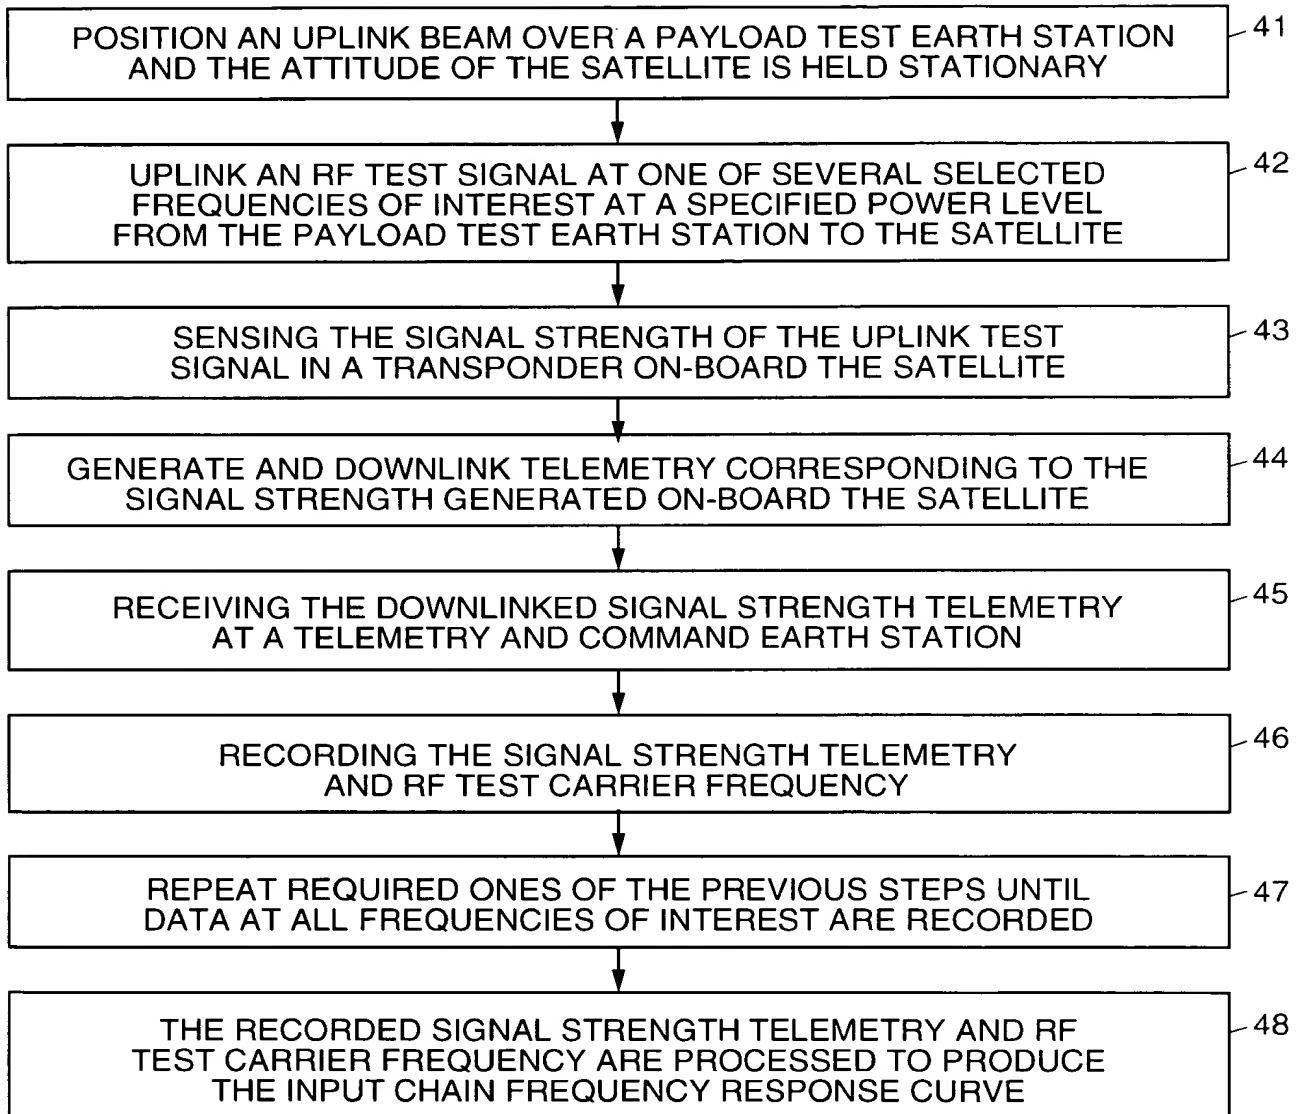 POSITION AN UPLINK BEAM OVER A PAYLOAD TEST EARTH STATION
AND THE ATTITUDE OF THE SATELLITE IS HELD STATIONARY
41
UPLINK AN RF TEST SIGNAL AT ONE OF SEVERAL SELECTED
FREQUENCIES OF INTEREST AT A SPECIFIED POWER LEVEL
FROM THE PAYLOAD TEST EARTH STATION TO THE SATELLITE
42
SENSING THE SIGNAL STRENGTH OF THE UPLINK TEST
SIGNAL IN A TRANSPONDER ON-BOARD THE SATELLITE
43
GENERATE AND DOWNLINK TELEMETRY CORRESPONDING TO THE
SIGNAL STRENGTH GENERATED ON-BOARD THE SATELLITE
44
RECEIVING THE DOWNLINKED SIGNAL STRENGTH TELEMETRY
AT A TELEMETRY AND COMMAND EARTH STATION
45
RECORDING THE SIGNAL STRENGTH TELEMETRY
AND RF TEST CARRIER FREQUENCY
46
REPEAT REQUIRED ONES OF THE PREVIOUS STEPS UNTIL
DATA AT ALL FREQUENCIES OF INTEREST ARE RECORDED
47
THE RECORDED SIGNAL STRENGTH TELEMETRY AND RF
TEST CARRIER FREQUENCY ARE PROCESSED TO PRODUCE
THE INPUT CHAIN FREQUENCY RESPONSE CURVE
48